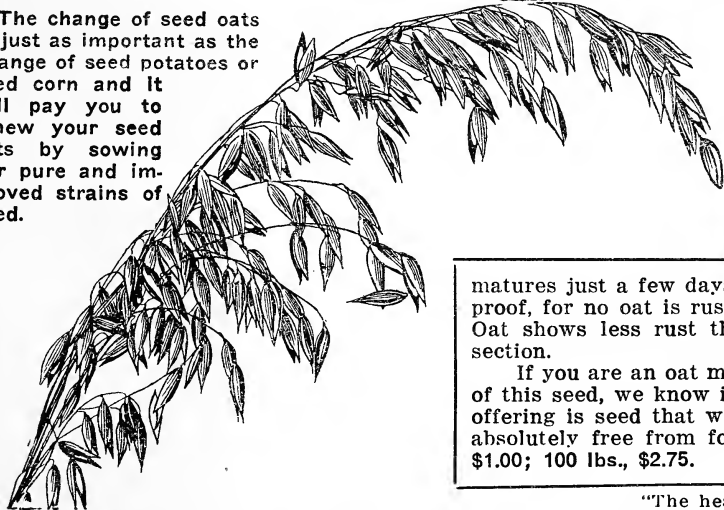 The change of seed oats
just as important as the
ange of seed potatoes or
ed corn and it
ll pay you to
new your seed
ts by sowing
r pure and im-
oved strains of
ed.
matures just a few days
proof, for no oat is rus
Oat shows less rust th
section.
If you are an oat m
of this seed, we know i
offering is seed that w
absolutely free from fo
$1.00; 100 lbs., $2.75.
"The hea